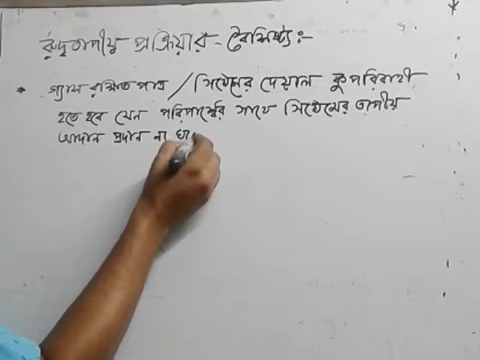 রুদ্ধতাপীয় প্রক্রিয়ার বৈশিষ্ট্য:-
* গ্যাস রক্ষিত পাত্র / সিস্টেমের দেয়াল কুপরিবাহী
হতে হবে যেন পরিপার্শ্বের সাথে সিস্টেমের তাপীয়
আদান প্রদান না ঘ